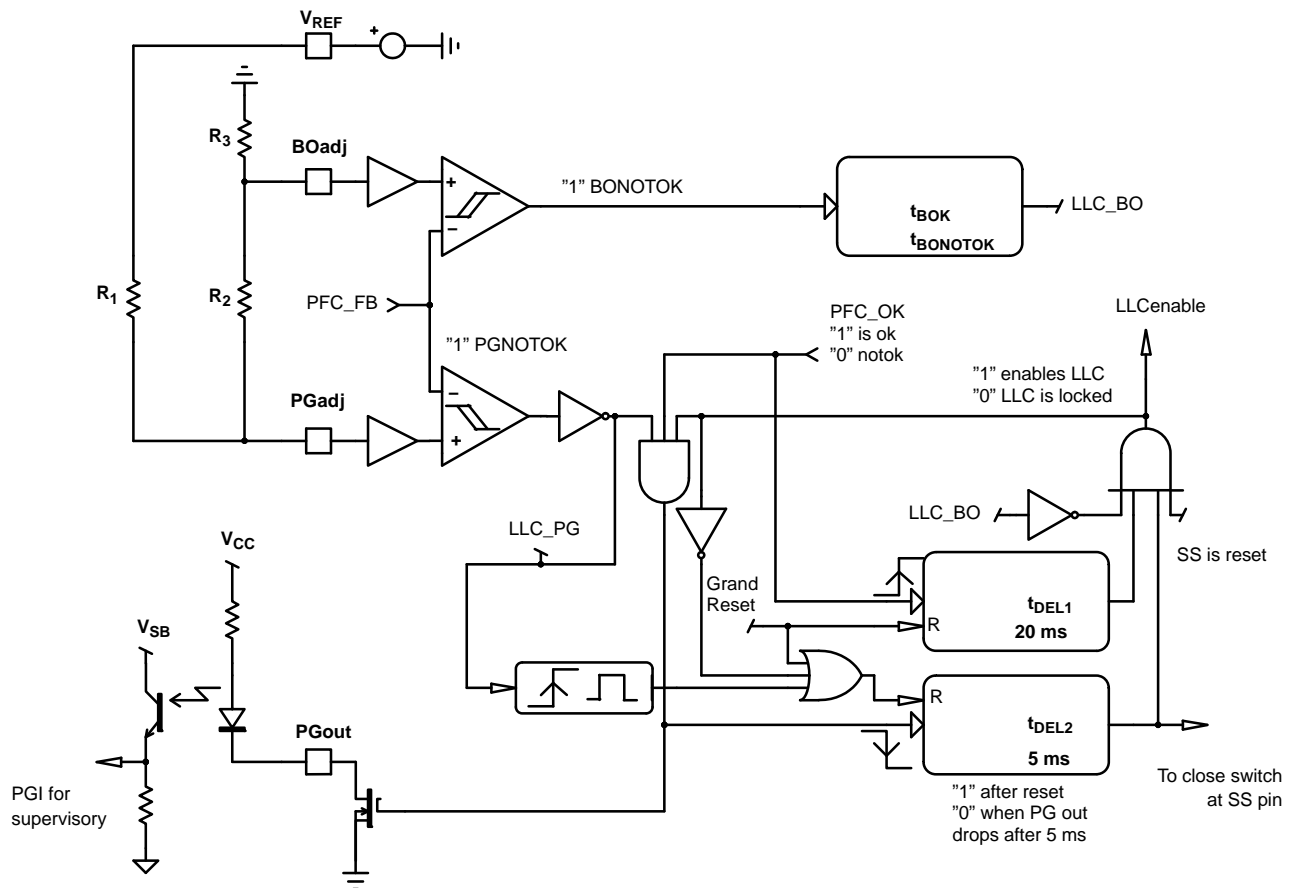 VREF
+
R3
BOadj
+
−
"1" BONOTOK
tBOK
tBONOTOK
LLC_BO
R1
R2
PFC_FB
PFC_OK
"1" is ok
"0" notok
LLCenable
"1" PGNOTOK
"1" enables LLC
"0" LLC is locked
PGadj
−
+
LLC_BO
LLC_PG
SS is reset
VCC
Grand
Reset
tDEL1
20 ms
R
VSB
R
tDEL2
5 ms
PGout
To close switch
at SS pin
PGI for
supervisory
"1" after reset
"0" when PG out
drops after 5 ms